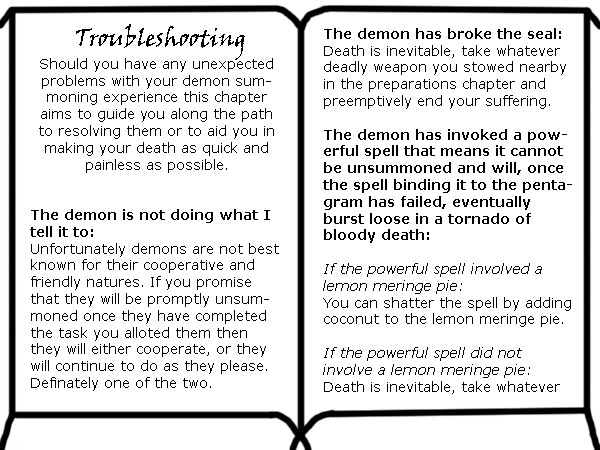 Troubleshooting
Should you have any unexpected
problems with your demon sum-
moning experience this chapter
aims to guide you along the path
to resolving them or to aid you in
making your death as quick and
painless as possible.
The demon is not doing what I
tell it to:
Unfortunately demons are not best
known for their cooperative and
friendly natures. If you promise
that they will be promptly unsum-
moned once they have completed
the task you alloted them then
they will either cooperate, or they
will continue to do as they please.
Definately one of the two.
The demon has broke the seal:
Death is inevitable, take whatever
deadly weapon you stowed nearby
in the preparations chapter and
preemptively end your suffering.
The demon has invoked a pow-
erful spell that means it cannot
be unsummoned and will, once
the spell binding it to the penta-
gram has failed, eventually
burst loose in a tornado of
bloody death:
If the powerful spell involved a
lemon meringe pie:
You can shatter the spell by adding
coconut to the lemon meringe pie.
If the powerful spell did not
involve a lemon meringe pie:
Death is inevitable, take whatever